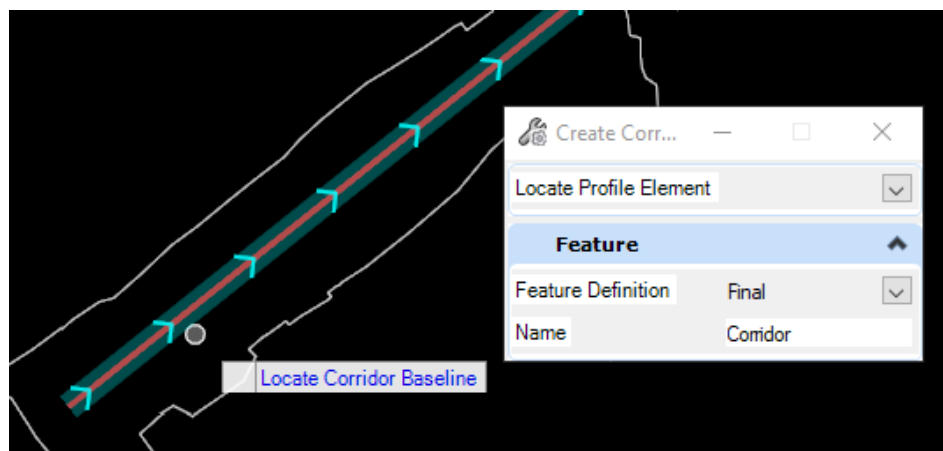 Create Corr...
Locate Profile Element
Feature
Feature Definition Final
Name Corridor
Locate Corridor Baseline